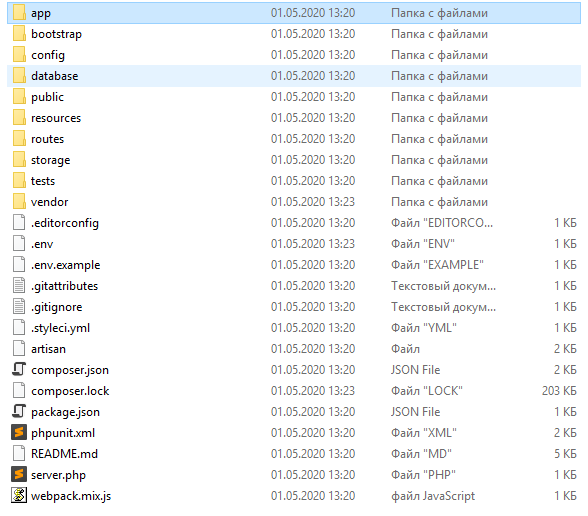 app 01.05.2020 13:20 Папка с файлами
bootstrap 01.05.2020 13:20 Папка с файлами
config 01.05.2020 13:20 Папка с файлами
database 01.05.2020 13:20 Папка с файлами
public 01.05.2020 13:20 Папка с файлами
resources 01.05.2020 13:20 Папка с файлами
routes 01.05.2020 13:20 Папка с файлами
storage 01.05.2020 13:20 Папка с файлами
tests 01.05.2020 13:20 Папка с файлами
vendor 01.05.2020 13:23 Папка с файлами
.editorconfig 01.05.2020 13:20 Файл "EDITORCO... 1 КБ
.env 01.05.2020 13:23 Файл "ENV" 1 КБ
.env.example 01.05.2020 13:20 Файл "EXAMPLE" 1 КБ
.gitattributes 01.05.2020 13:20 Текстовый докум... 1 КБ
.gitignore 01.05.2020 13:20 Текстовый докум... 1 КБ
.styleci.yml 01.05.2020 13:20 Файл "YML" 1 КБ
artisan 01.05.2020 13:20 Файл 2 КБ
composer.json 01.05.2020 13:20 JSON File 2 КБ
composer.lock 01.05.2020 13:23 Файл "LOCK" 203 КБ
package.json 01.05.2020 13:20 JSON File 1 КБ
phpunit.xml 01.05.2020 13:20 Файл "XML" 2 КБ
README.md 01.05.2020 13:20 Файл "MD" 5 КБ
server.php 01.05.2020 13:20 Файл "PHP" 1 КБ
webpack.mix.js 01.05.2020 13:20 файл JavaScript 1 КБ